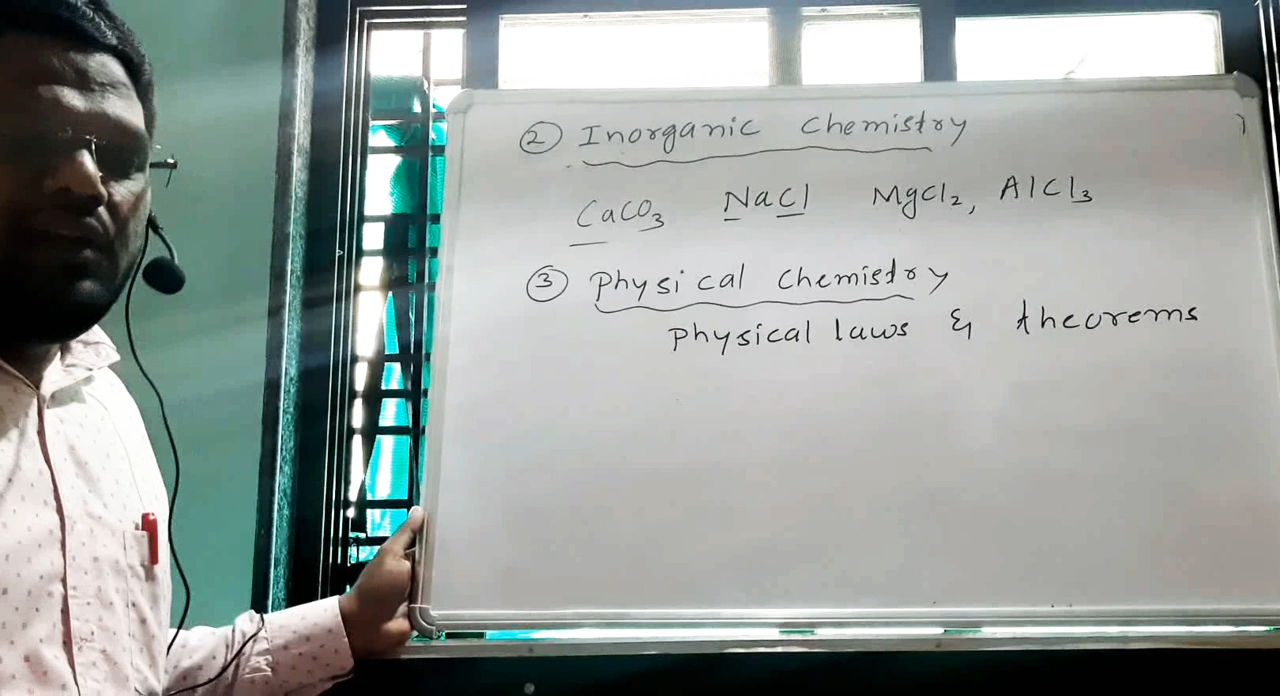 ② Inorganic Chemistry
CaCO₃ NaCl MgCl₂, AlCl₃
③ Physical Chemistry
Physical laws & theorems